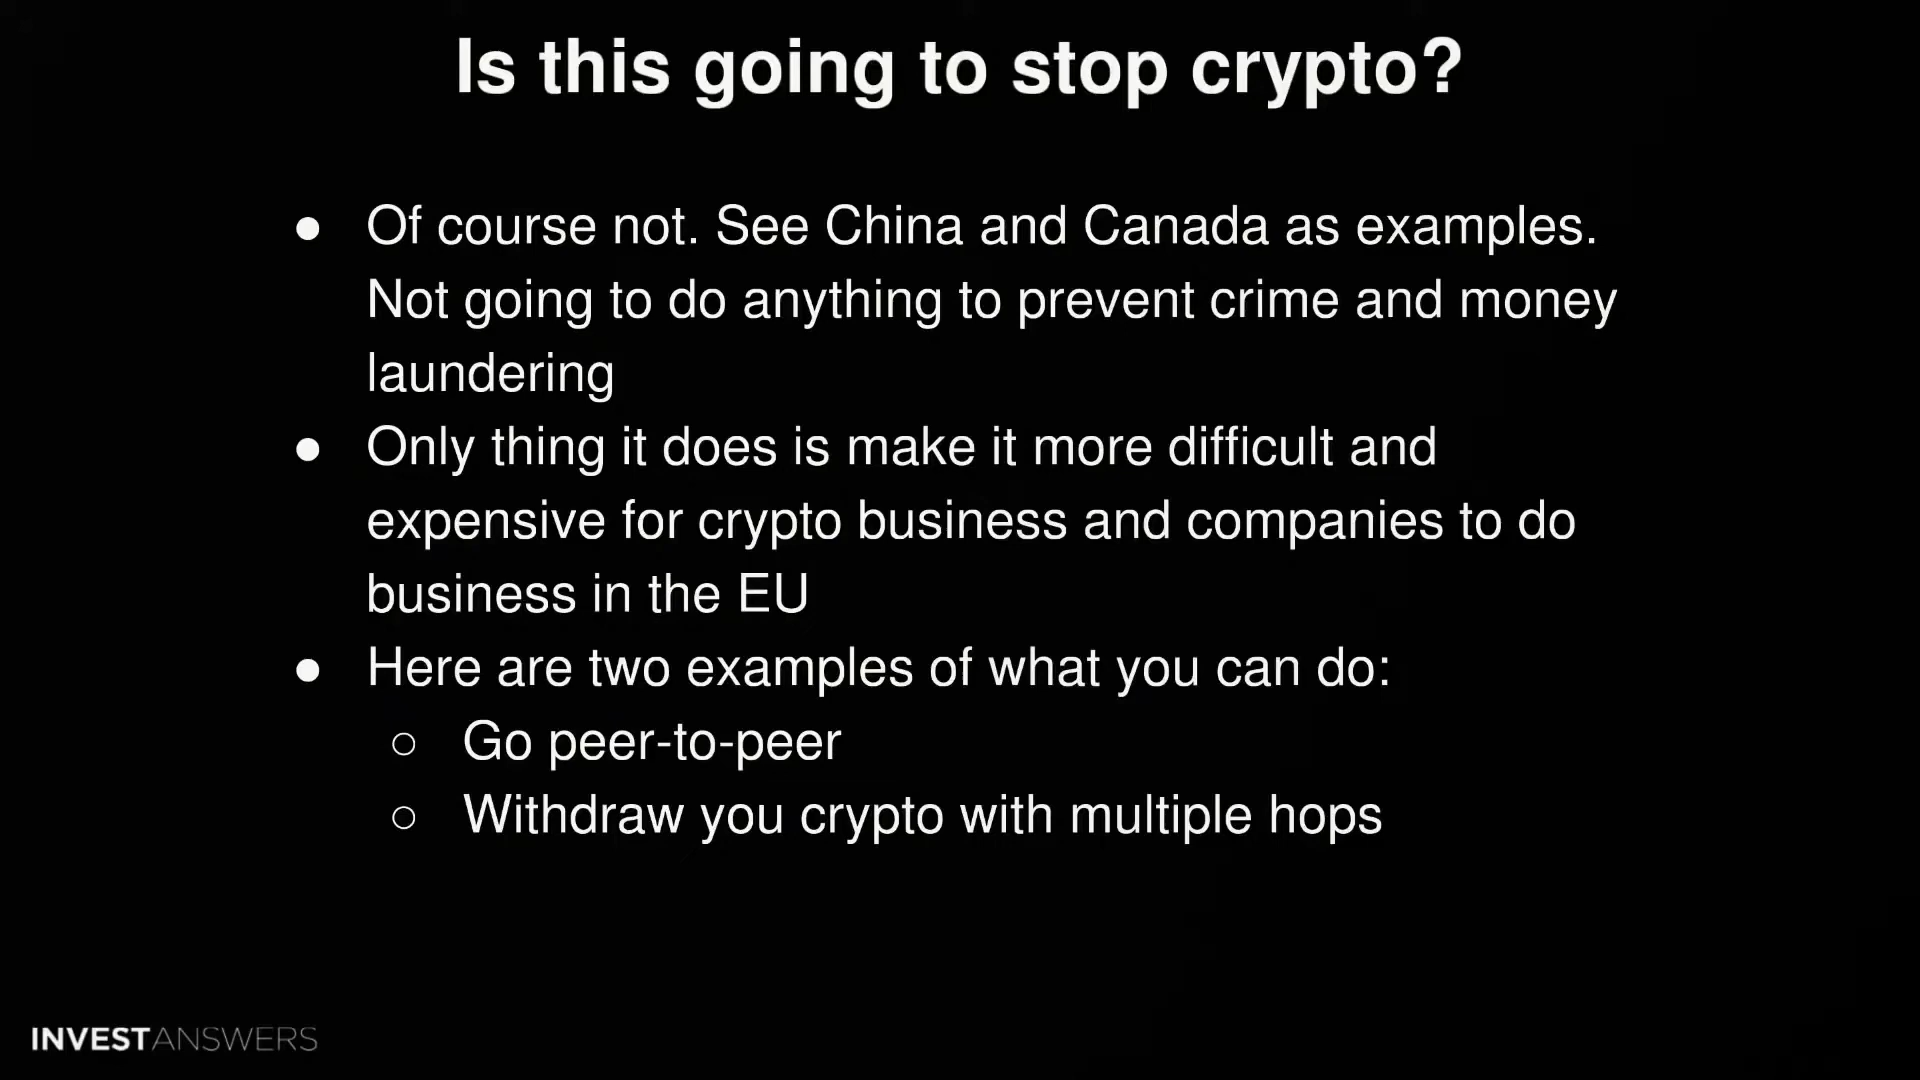 Is this going to stop crypto?
● Of course not. See China and Canada as examples.
Not going to do anything to prevent crime and money
laundering
● Only thing it does is make it more difficult and
expensive for crypto business and companies to do
business in the EU
● Here are two examples of what you can do:
○ Go peer-to-peer
○ Withdraw you crypto with multiple hops
INVESTANSWERS